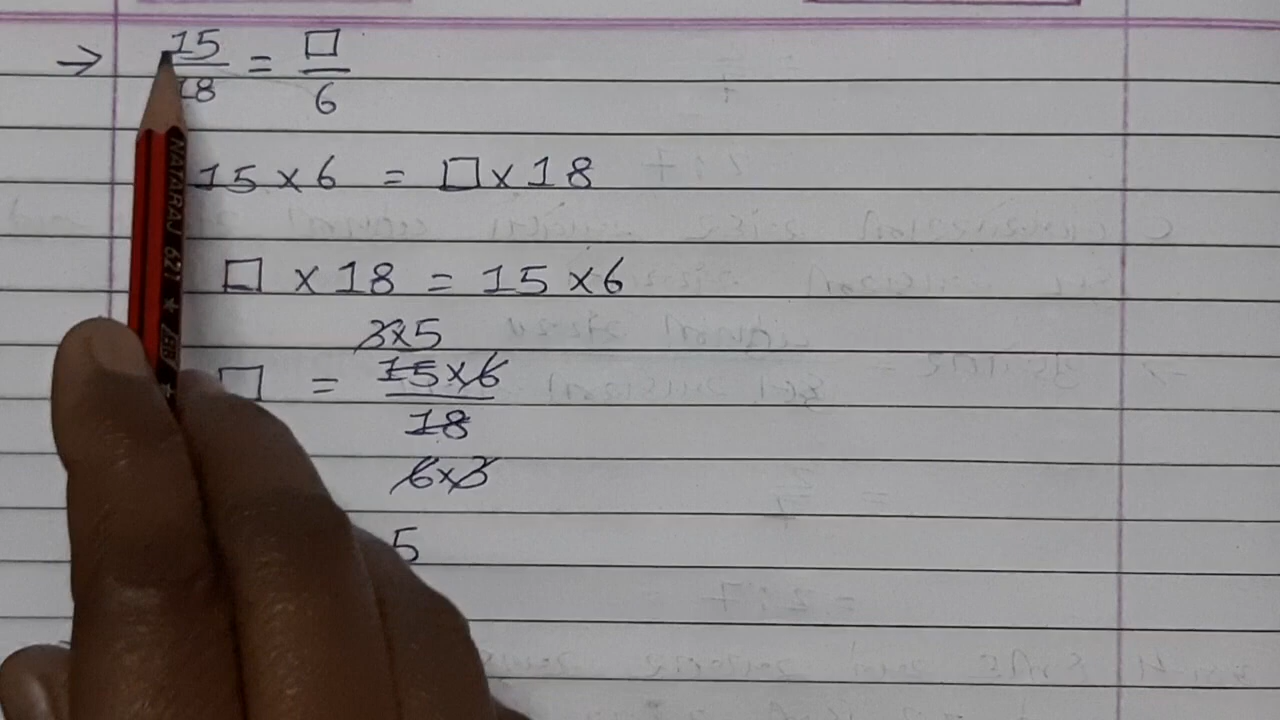 → 15/18 = □/6
15 × 6 = □ × 18
□ × 18 = 15 × 6
3×5
□ = 15×6/18
6×3
5
NATARAJ 621